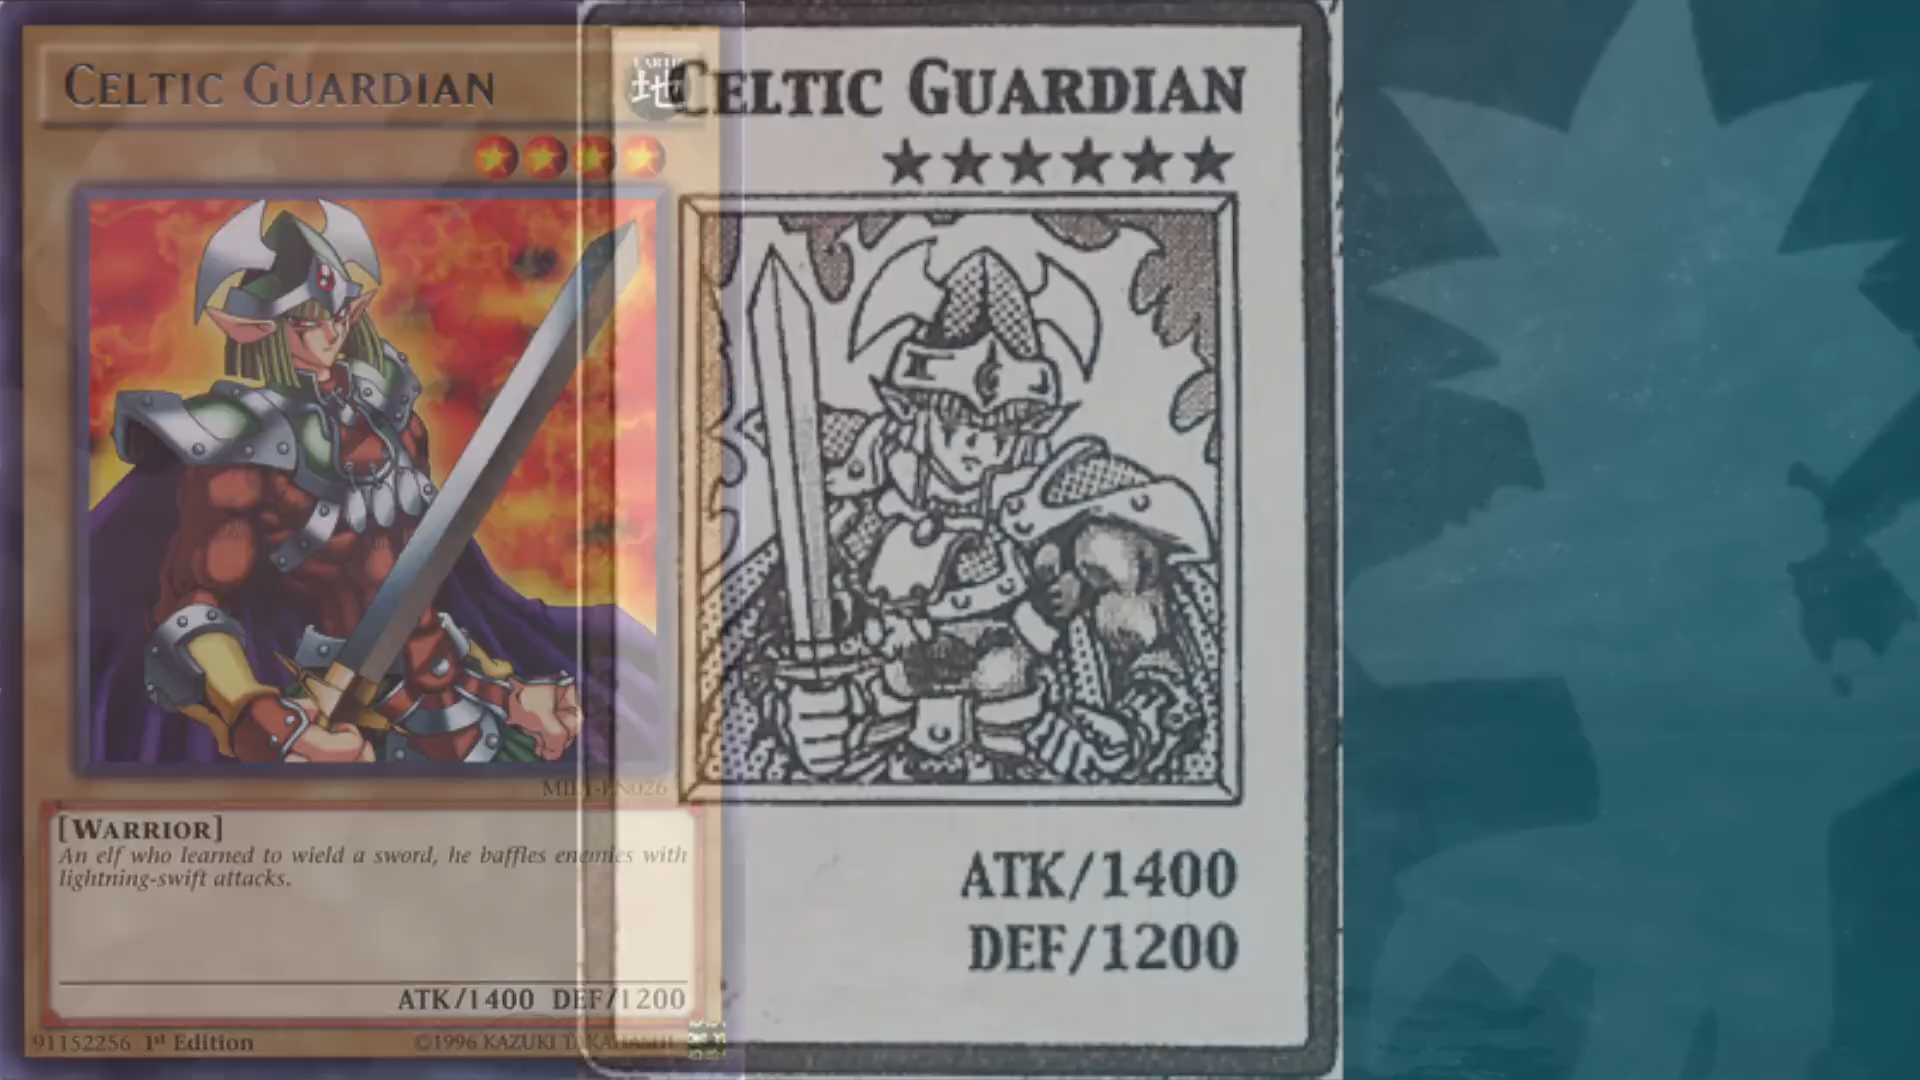 CELTIC GUARDIAN
EARTH
地
[WARRIOR]
An elf who learned to wield a sword, he baffles enemies with
lightning-swift attacks.
ATK/1400 DEF/1200
91152256 1st Edition
©1996 KAZUKI TAKAHASHI
CELTIC GUARDIAN
ATK/1400
DEF/1200